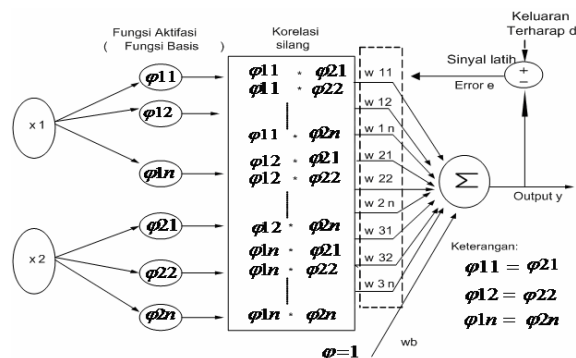 Fungsi Aktifasi
( Fungsi Basis )
Korelasi
silang
Keluaran
Terharap d
Sinyal latih
Error e
+
−
x 1
φ11
φ12
φ1n
x 2
φ21
φ22
φ2n
φ11 * φ21
φ11 * φ22
φ11 * φ2n
φ12 * φ21
φ12 * φ22
φ12 * φ2n
φ1n * φ21
φ1n * φ22
φ1n * φ2n
w 11
w 12
w 1 n
w 21
w 22
w 2 n
w 31
w 32
w 3 n
wb
φ=1
Σ
Output y
Keterangan:
φ11 = φ21
φ12 = φ22
φ1n = φ2n